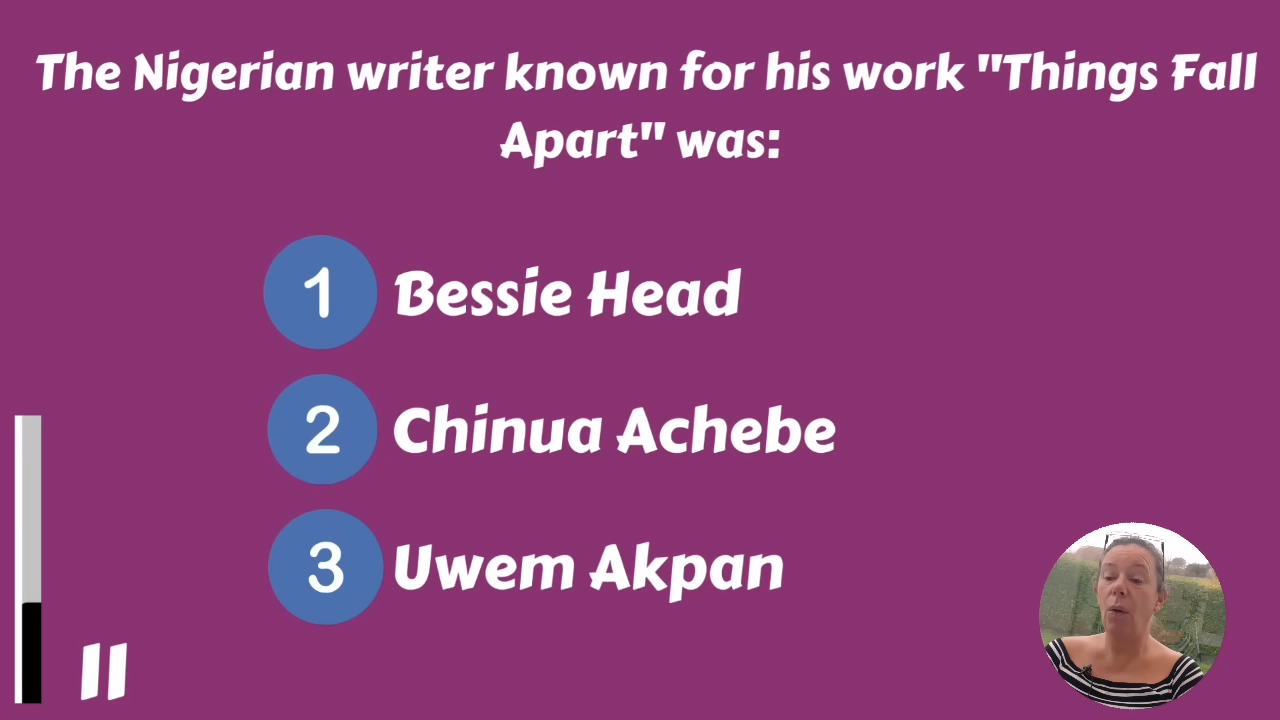 The Nigerian writer known for his work "Things Fall
Apart" was:
1 Bessie Head
2 Chinua Achebe
3 Uwem Akpan
11